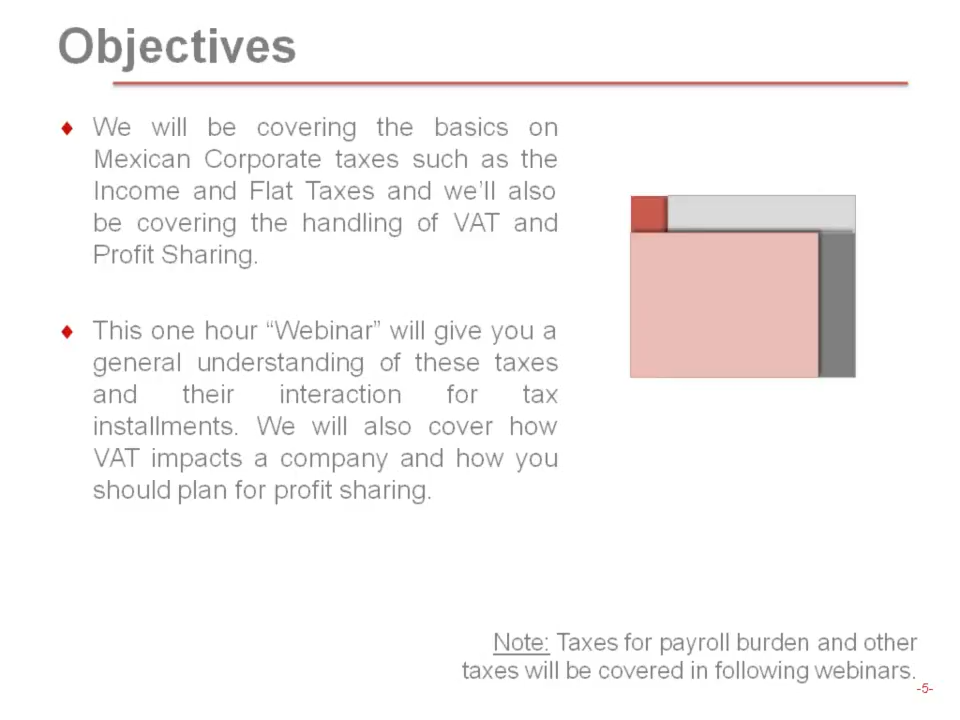 Objectives
♦ We will be covering the basics on
Mexican Corporate taxes such as the
Income and Flat Taxes and we'll also
be covering the handling of VAT and
Profit Sharing.
♦ This one hour “Webinar” will give you a
general understanding of these taxes
and their interaction for tax
installments. We will also cover how
VAT impacts a company and how you
should plan for profit sharing.
Note: Taxes for payroll burden and other
taxes will be covered in following webinars.
-5-